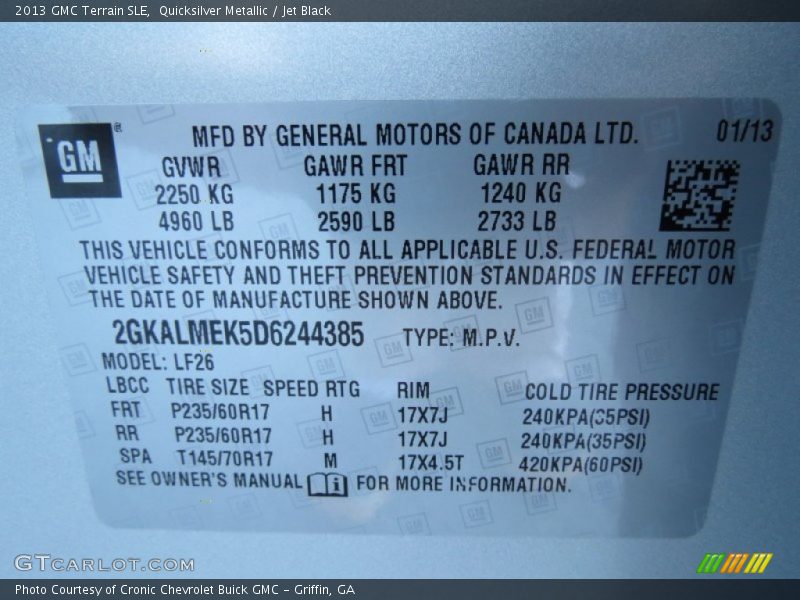 2013 GMC Terrain SLE, Quicksilver Metallic / Jet Black
GM ®
MFD BY GENERAL MOTORS OF CANADA LTD. 01/13
GVWR GAWR FRT GAWR RR
2250 KG 1175 KG 1240 KG
4960 LB 2590 LB 2733 LB
THIS VEHICLE CONFORMS TO ALL APPLICABLE U.S. FEDERAL MOTOR
VEHICLE SAFETY AND THEFT PREVENTION STANDARDS IN EFFECT ON
THE DATE OF MANUFACTURE SHOWN ABOVE.
2GKALMEK5D6244385 TYPE: M.P.V.
MODEL: LF26
LBCC TIRE SIZE SPEED RTG RIM COLD TIRE PRESSURE
FRT P235/60R17 H 17X7J 240KPA(35PSI)
RR P235/60R17 H 17X7J 240KPA(35PSI)
SPA T145/70R17 M 17X4.5T 420KPA(60PSI)
SEE OWNER'S MANUAL i FOR MORE INFORMATION.
GTCARLOT.COM
Photo Courtesy of Cronic Chevrolet Buick GMC - Griffin, GA